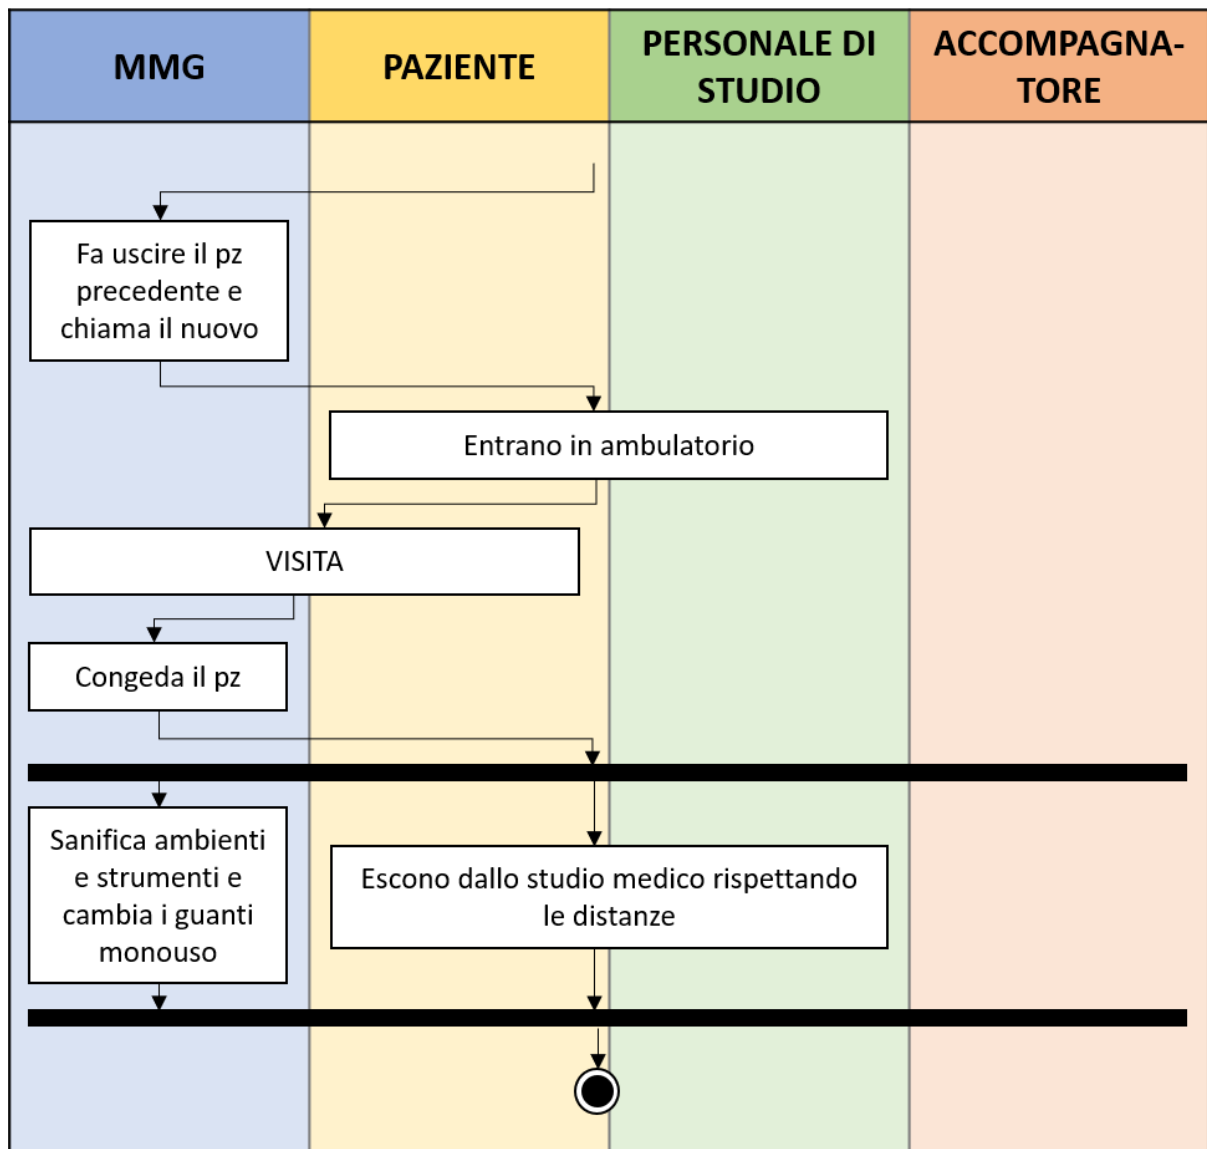 MMG
PAZIENTE
PERSONALE DI
STUDIO
ACCOMPAGNA-
TORE
Fa uscire il pz
precedente e
chiama il nuovo
Entrano in ambulatorio
VISITA
Congeda il pz
Sanifica ambienti
e strumenti e
cambia i guanti
monouso
Escono dallo studio medico rispettando
le distanze